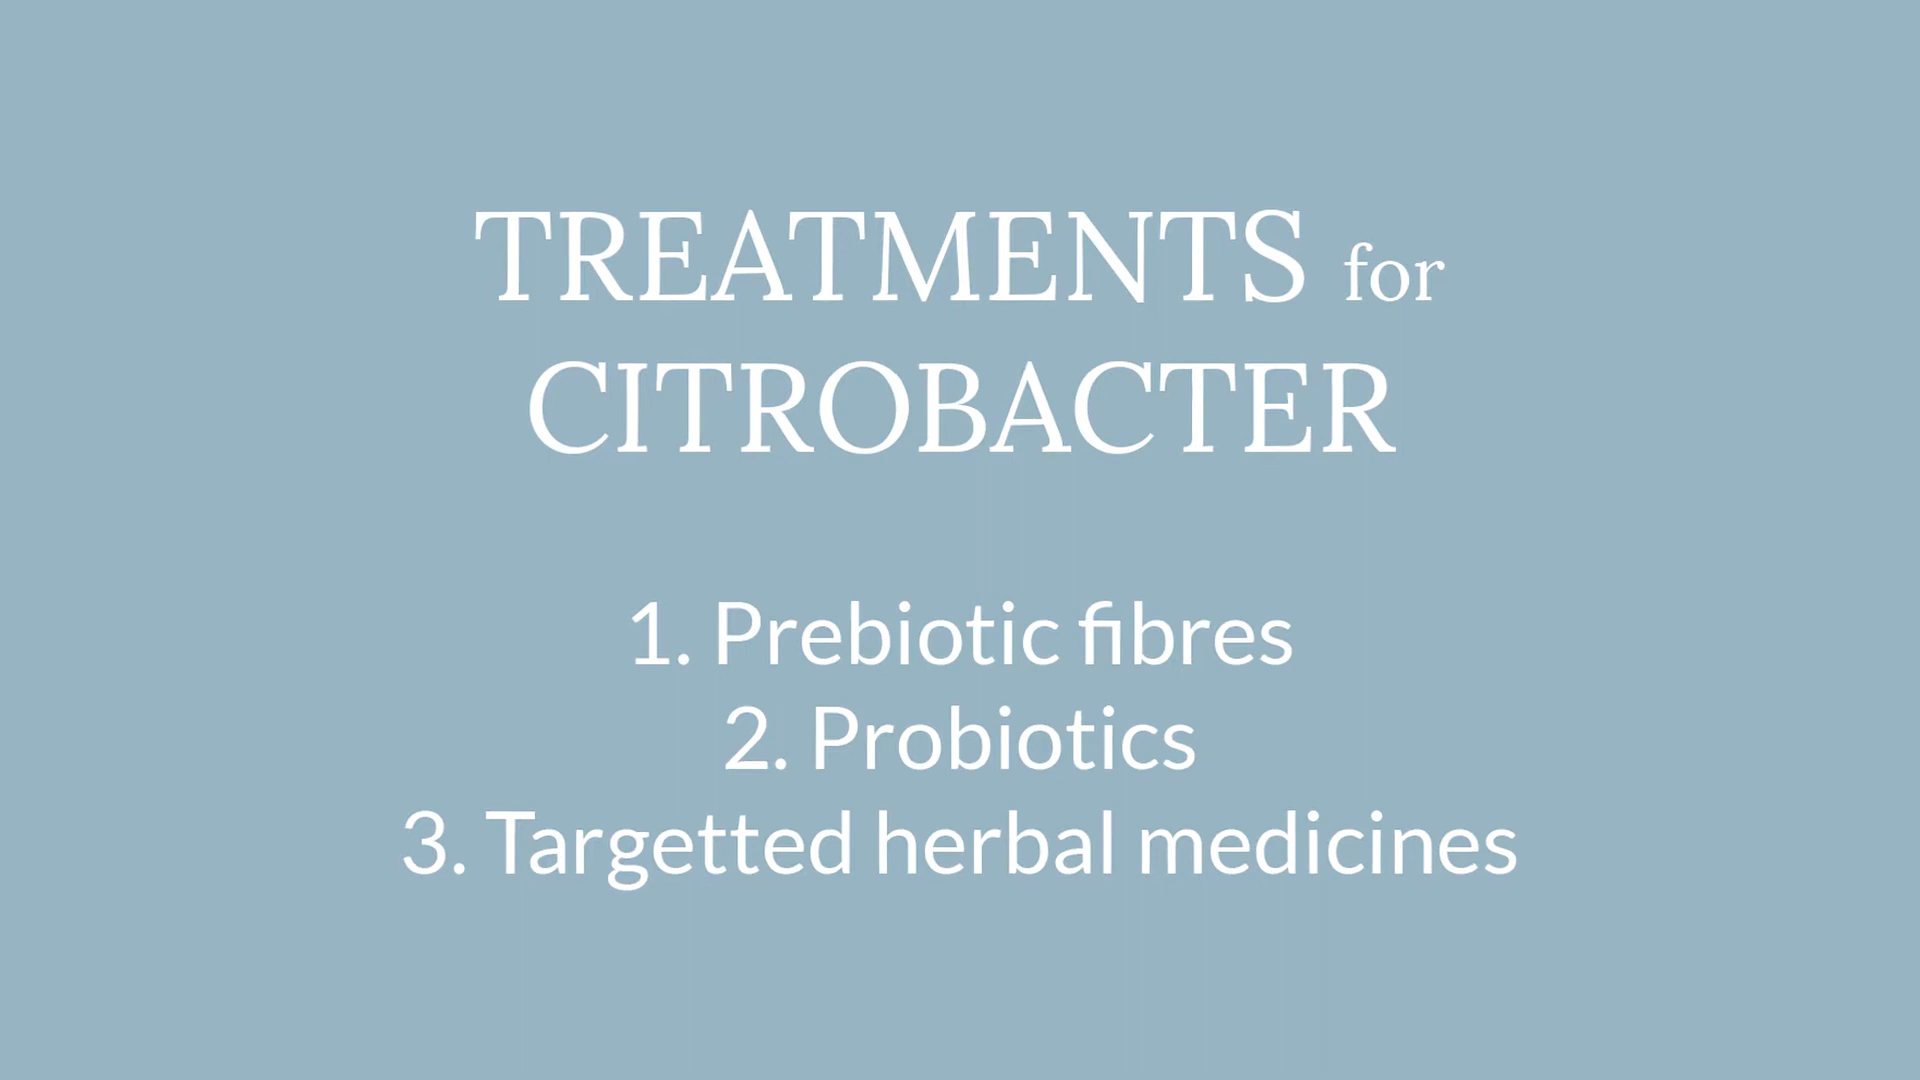 TREATMENTS for
CITROBACTER
1. Prebiotic fibres
2. Probiotics
3. Targetted herbal medicines